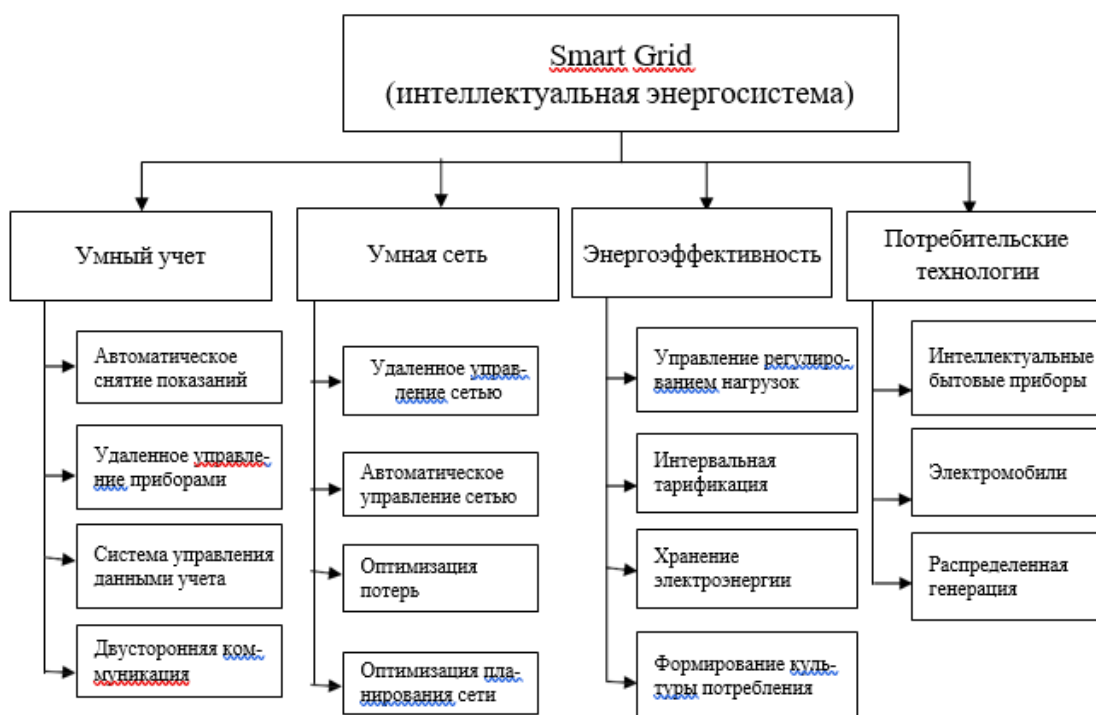 Smart Grid
(интеллектуальная энергосистема)
Умный учет
Умная сеть
Энергоэффективность
Потребительские
технологии
Автоматическое
снятие показаний
Удаленное управле-
ние приборами
Система управления
данными учета
Двусторонняя ком-
муникация
Удаленное управ-
ление сетью
Автоматическое
управление сетью
Оптимизация
потерь
Оптимизация пла-
нирования сети
Управление регулиро-
ванием нагрузок
Интервальная
тарификация
Хранение
электроэнергии
Формирование куль-
туры потребления
Интеллектуальные
бытовые приборы
Электромобили
Распределенная
генерация